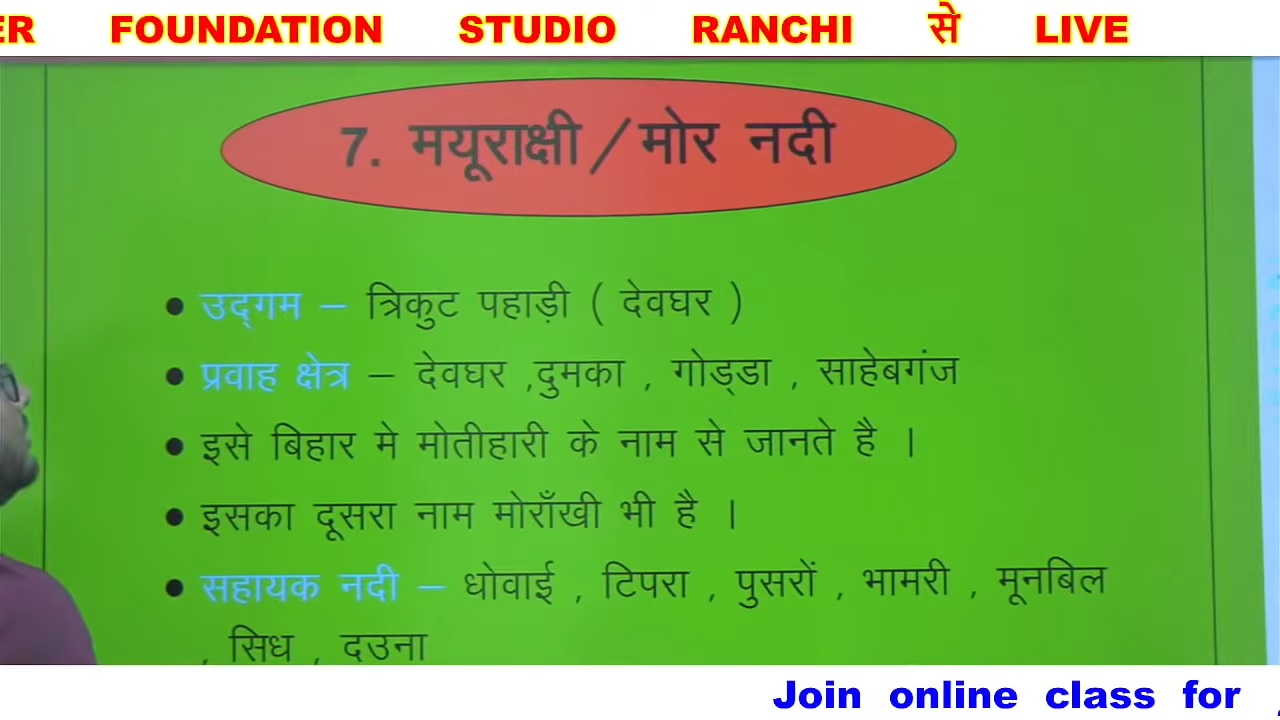 ER FOUNDATION STUDIO RANCHI से LIVE
7. मयूराक्षी / मोर नदी
• उद्‌गम – त्रिकुट पहाड़ी ( देवघर )
• प्रवाह क्षेत्र – देवघर ,दुमका , गोड्‌डा , साहेबगंज
• इसे बिहार मे मोतीहारी के नाम से जानते है ।
• इसका दूसरा नाम मोराँखी भी है ।
• सहायक नदी – धोवाई , टिपरा , पुसरों , भामरी , मूनबिल
, सिध , दउना
Join online class for